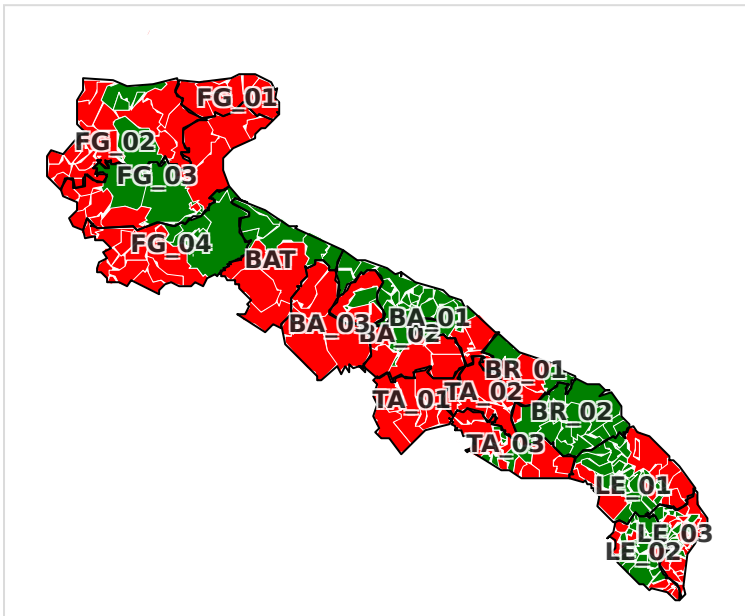 FG_01
FG_02
FG_03
FG_04
BAT
BA_01
BA_03
BA_02
BR_01
TA_02
TA_01
BR_02
TA_03
LE_01
LE_03
LE_02